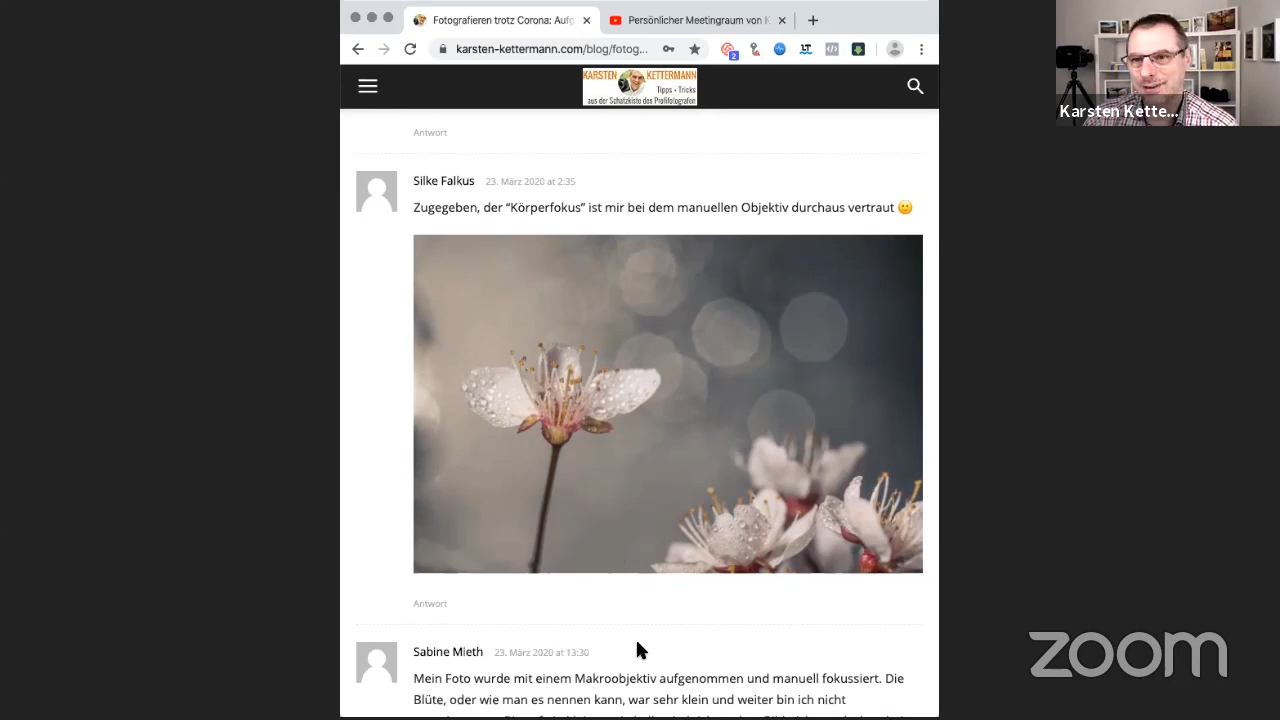 Fotografieren trotz Corona: Aufg
Persönlicher Meetingraum von K
karsten-kettermann.com/blog/fotog...
2
LT
KARSTEN KETTERMANN
Tipps + Tricks
aus der Schatzkiste des Profifotografen
Karsten Kette...
Antwort
Silke Falkus 23. März 2020 at 2:35
Zugegeben, der “Körperfokus” ist mir bei dem manuellen Objektiv durchaus vertraut 🙂
Antwort
Sabine Mieth 23. März 2020 at 13:30
Mein Foto wurde mit einem Makroobjektiv aufgenommen und manuell fokussiert. Die
Blüte, oder wie man es nennen kann, war sehr klein und weiter bin ich nicht
zoom